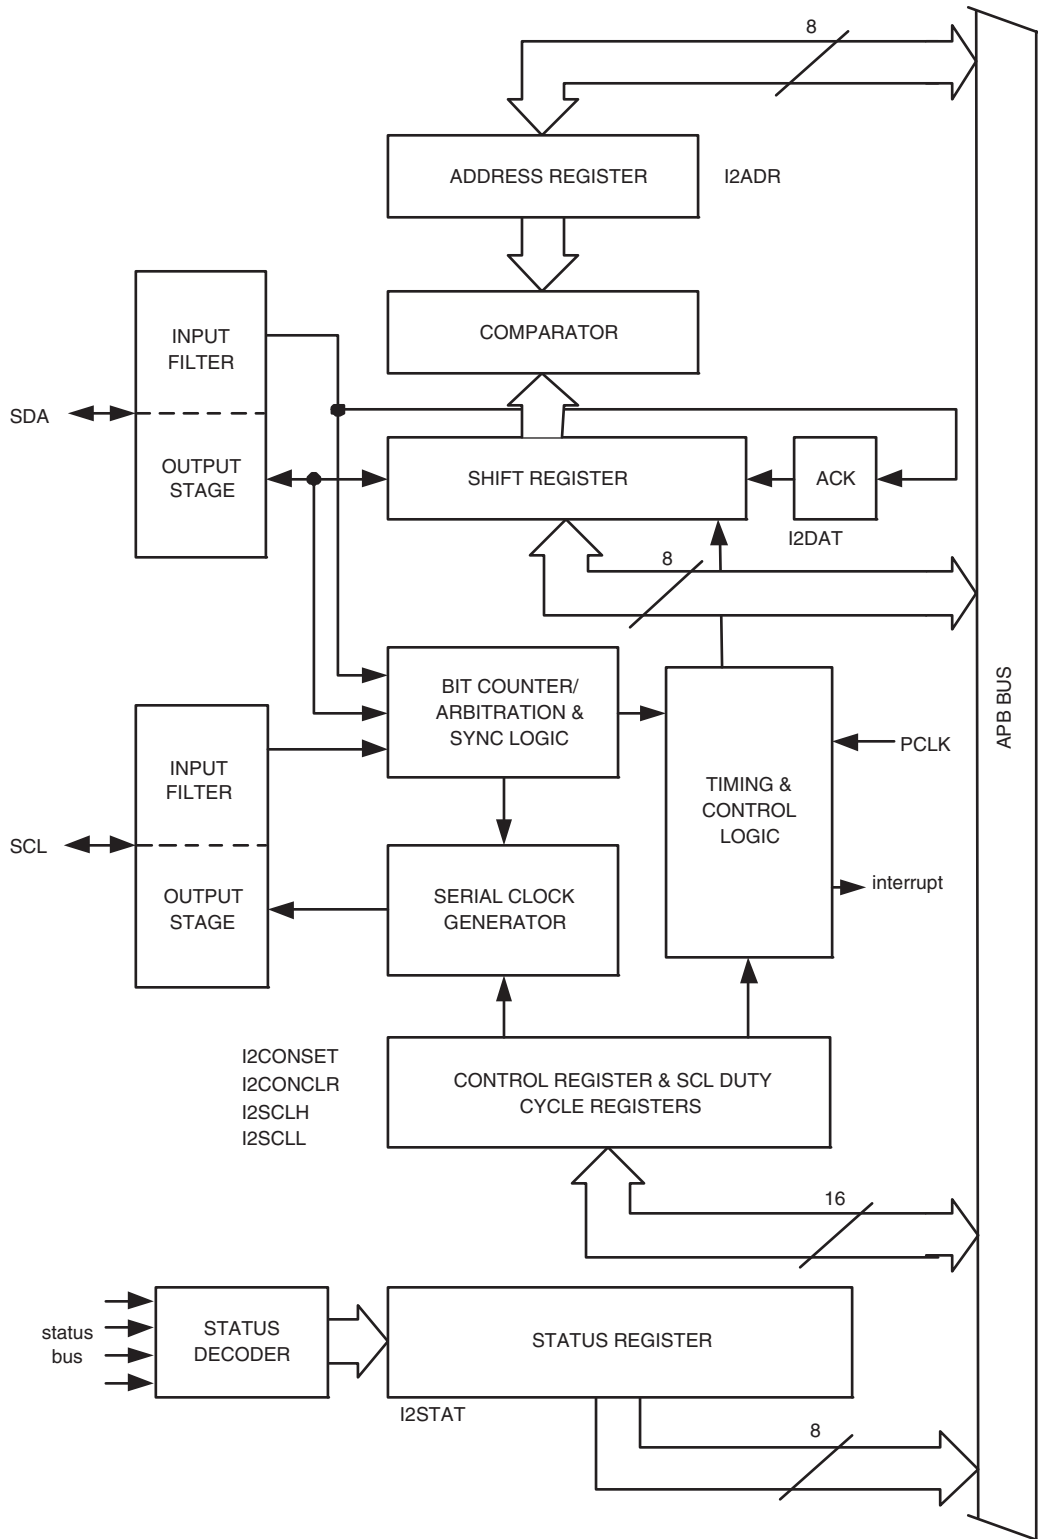 8
ADDRESS REGISTER
I2ADR
COMPARATOR
INPUT
FILTER
SDA
OUTPUT
STAGE
SHIFT REGISTER
ACK
I2DAT
8
BIT COUNTER/
ARBITRATION &
SYNC LOGIC
APB BUS
PCLK
INPUT
FILTER
TIMING &
CONTROL
LOGIC
SCL
OUTPUT
STAGE
SERIAL CLOCK
GENERATOR
interrupt
I2CONSET
I2CONCLR
I2SCLH
I2SCLL
CONTROL REGISTER & SCL DUTY
CYCLE REGISTERS
16
status
bus
STATUS
DECODER
STATUS REGISTER
I2STAT
8